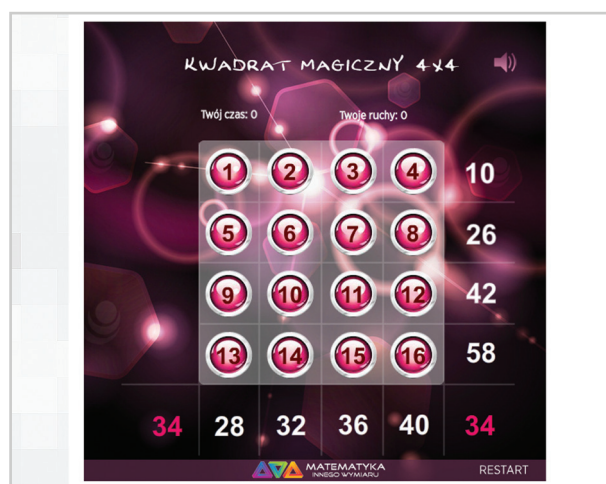 KWADRAT MAGICZNY 4x4
Twój czas: 0 Twoje ruchy: 0
1 2 3 4 10
5 6 7 8 26
9 10 11 12 42
13 14 15 16 58
34 28 32 36 40 34
MATEMATYKA
INNEGO WYMIARU
RESTART